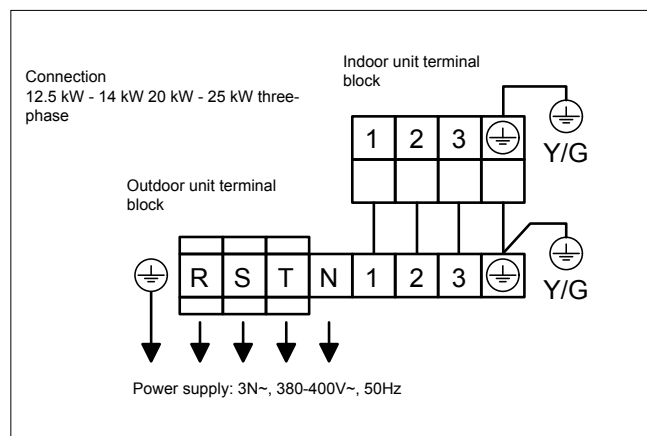 Connection
12.5 kW - 14 kW 20 kW - 25 kW three-
phase
Indoor unit terminal
block
1 2 3
Y/G
Outdoor unit terminal
block
R S T N 1 2 3
Y/G
Power supply: 3N~, 380-400V~, 50Hz